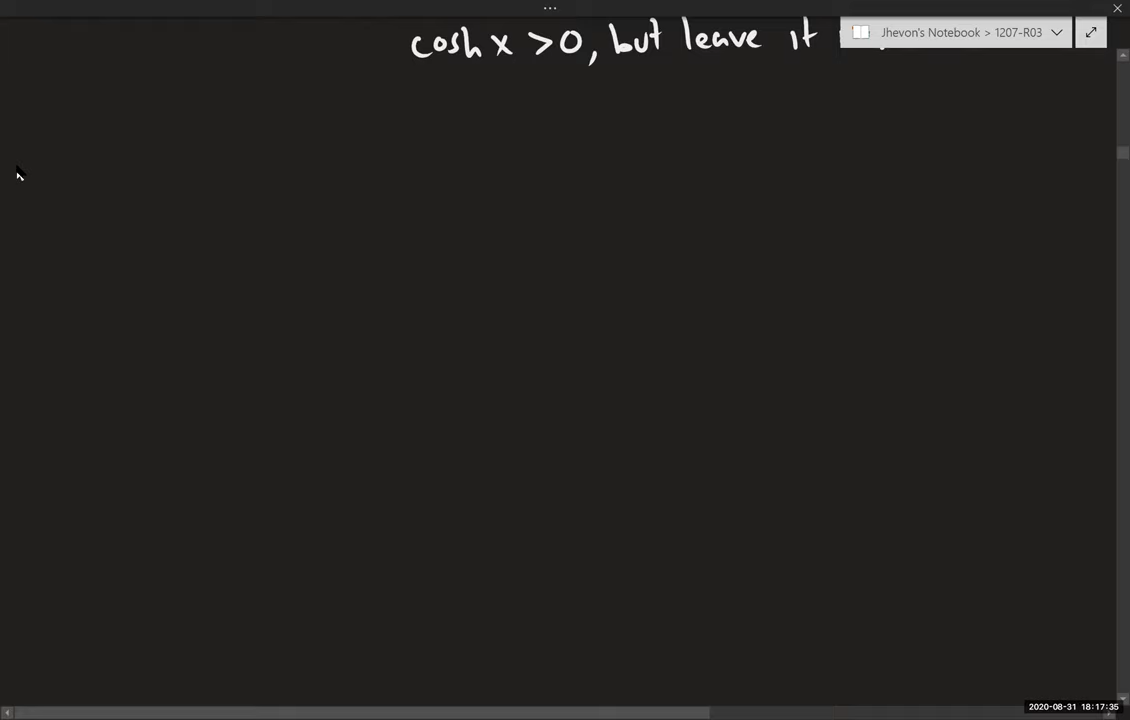 cosh x > 0, but leave it
Jhevon's Notebook > 1207-R03
2020-08-31 18:17:35